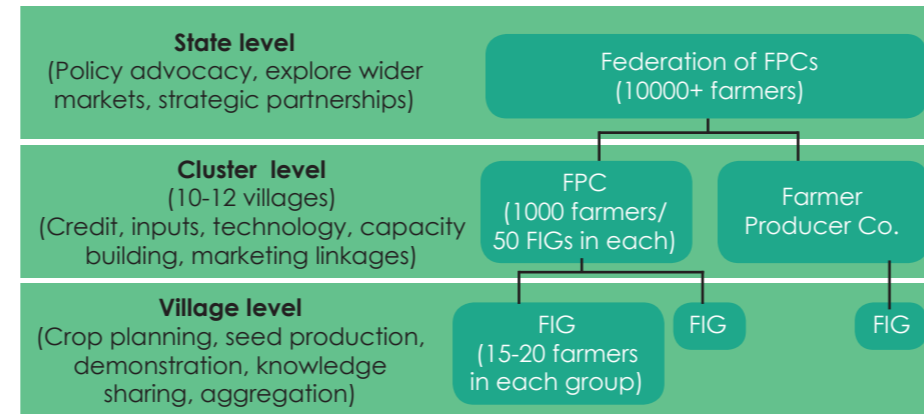 State level
(Policy advocacy, explore wider
markets, strategic partnerships)
Federation of FPCs
(10000+ farmers)
Cluster level
(10-12 villages)
(Credit, inputs, technology, capacity
building, marketing linkages)
FPC
(1000 farmers/
50 FIGs in each)
Farmer
Producer Co.
Village level
(Crop planning, seed production,
demonstration, knowledge
sharing, aggregation)
FIG
(15-20 farmers
in each group)
FIG
FIG